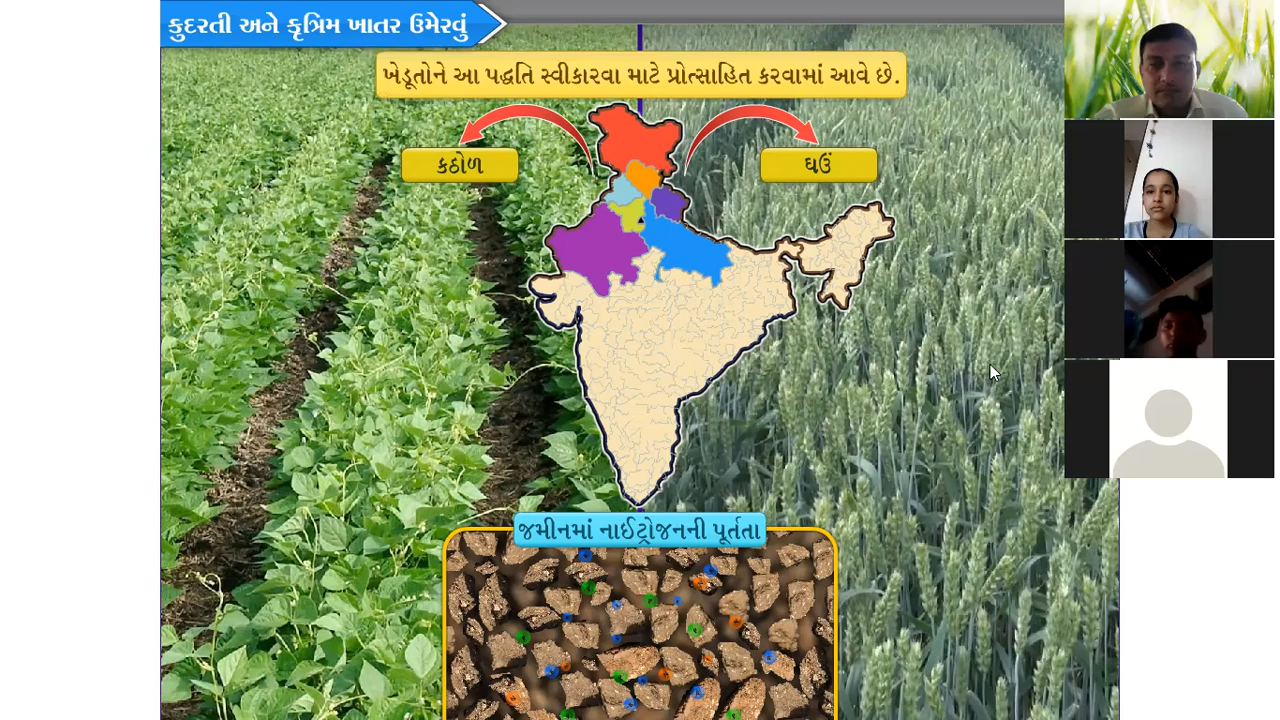 કુદરતી અને કૃત્રિમ ખાતર ઉમેરવું
ખેડૂતોને આ પદ્ધતિ સ્વીકારવા માટે પ્રોત્સાહિત કરવામાં આવે છે.
કઠોળ
ઘઉં
જમીનમાં નાઈટ્રોજનની પૂર્તતા